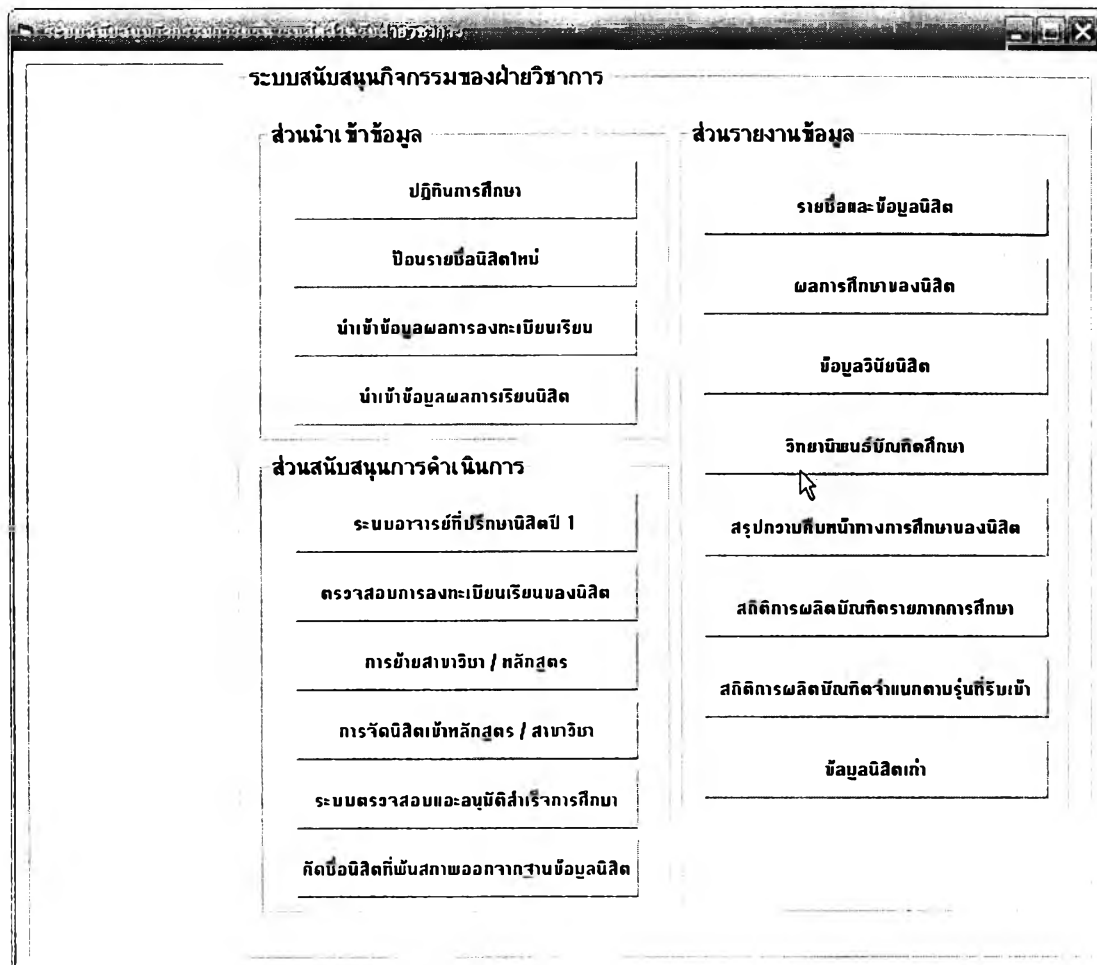 ระบบสนับสนุนกิจกรรมของฝ่ายวิชาการ
ส่วนนำเข้าข้อมูล
ปฏิทินการศึกษา
ป้อนรายชื่อนิสิตใหม่
นำเข้าข้อมูลผลการลงทะเบียนเรียน
นำเข้าข้อมูลผลการเรียนนิสิต
ส่วนสนับสนุนการดำเนินการ
ระบบอาจารย์ที่ปรึกษานิสิตปี 1
ตรวจสอบการลงทะเบียนเรียนของนิสิต
การย้ายสาขาวิชา / หลักสูตร
การจัดนิสิตเข้าหลักสูตร / สาขาวิชา
ระบบตรวจสอบและอนุมัติสำเร็จการศึกษา
คัดชื่อนิสิตที่พ้นสภาพออกจากฐานข้อมูลนิสิต
ส่วนรายงานข้อมูล
รายชื่อและข้อมูลนิสิต
ผลการศึกษาของนิสิต
ข้อมูลวินัยนิสิต
วิทยานิพนธ์บัณฑิตศึกษา
สรุปความคืบหน้าทางการศึกษาของนิสิต
สถิติการผลิตบัณฑิตรายภาคการศึกษา
สถิติการผลิตบัณฑิตจำแนกตามรุ่นที่รับเข้า
ข้อมูลนิสิตเก่า